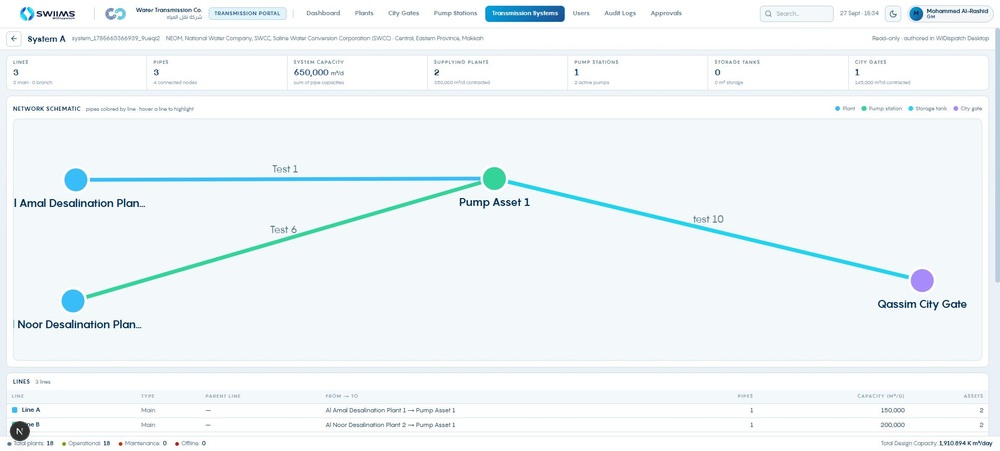 SWIIMS
WIDispatch
Water Transmission Co.
شركة نقل المياه
TRANSMISSION PORTAL
Dashboard
Plants
City Gates
Pump Stations
Transmission Systems
Users
Audit Logs
Approvals
Search...
27 Sept · 15:34
M
Mohammed Al-Rashid
GM
System A
system_1785663366939_9ueqi2
NEOM, National Water Company, SWCC, Saline Water Conversion Corporation (SWCC) · Central, Eastern Province, Makkah
Read-only · authored in WIDispatch Desktop
LINES
3
3 main · 0 branch
PIPES
3
4 connected nodes
SYSTEM CAPACITY
650,000 m³/d
sum of pipe capacities
SUPPLYING PLANTS
2
350,000 m³/d contracted
PUMP STATIONS
1
2 active pumps
STORAGE TANKS
0
0 m³ storage
CITY GATES
1
145,000 m³/d contracted
NETWORK SCHEMATIC
pipes colored by line · hover a line to highlight
Plant
Pump station
Storage tank
City gate
Test 1
l Amal Desalination Plan...
Pump Asset 1
test 10
Test 6
Qassim City Gate
l Noor Desalination Plan...
LINES
3 lines
LINE TYPE PARENT LINE FROM → TO PIPES CAPACITY (M³/D) ASSETS
Line A Main — Al Amal Desalination Plant 1 → Pump Asset 1 1 150,000 2
ne B Main — Al Noor Desalination Plant 2 → Pump Asset 1 1 200,000 2
N
Total plants: 18
Operational: 18
Maintenance: 0
Offline: 0
Total Design Capacity: 1,910.894 K m³/day